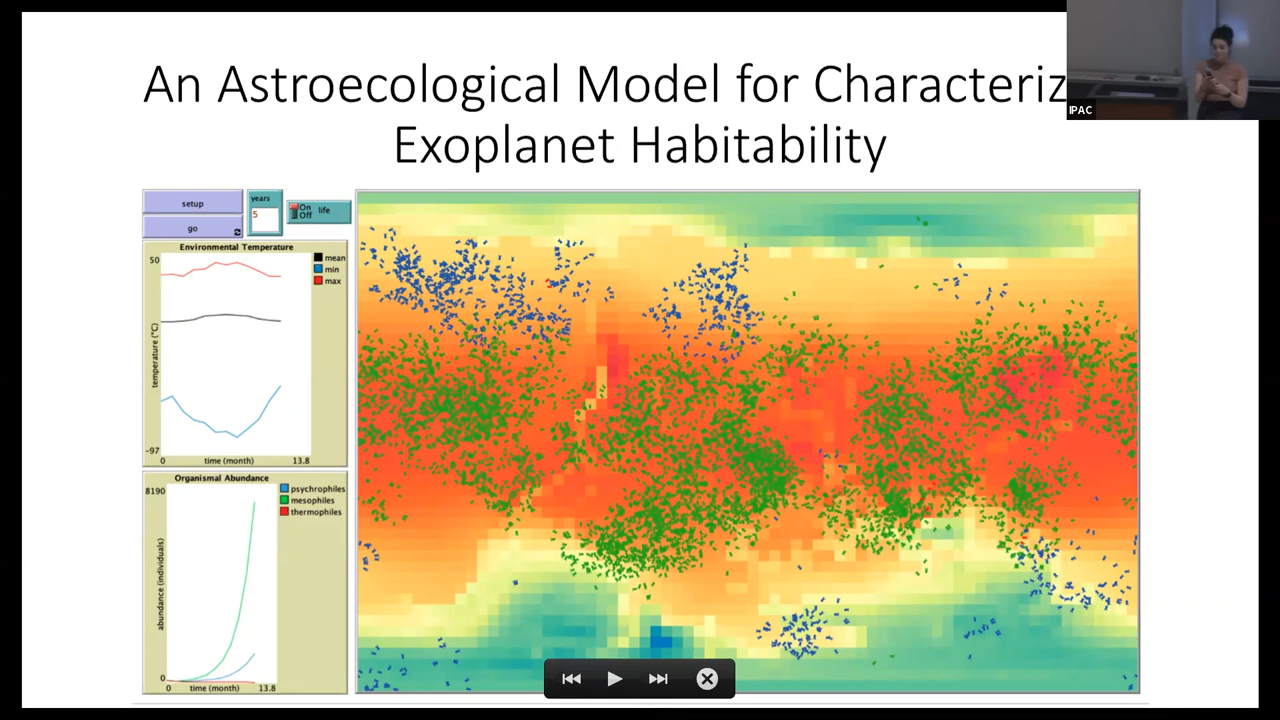 An Astroecological Model for Characteriz
Exoplanet Habitability
IPAC
setup
go
years
5
On
Off
life
Environmental Temperature
50
temperature (°C)
-97
0
time (month)
13.8
mean
min
max
Organismal Abundance
8190
abundance (individuals)
0
0
time (month)
13.8
psychrophiles
mesophiles
thermophiles